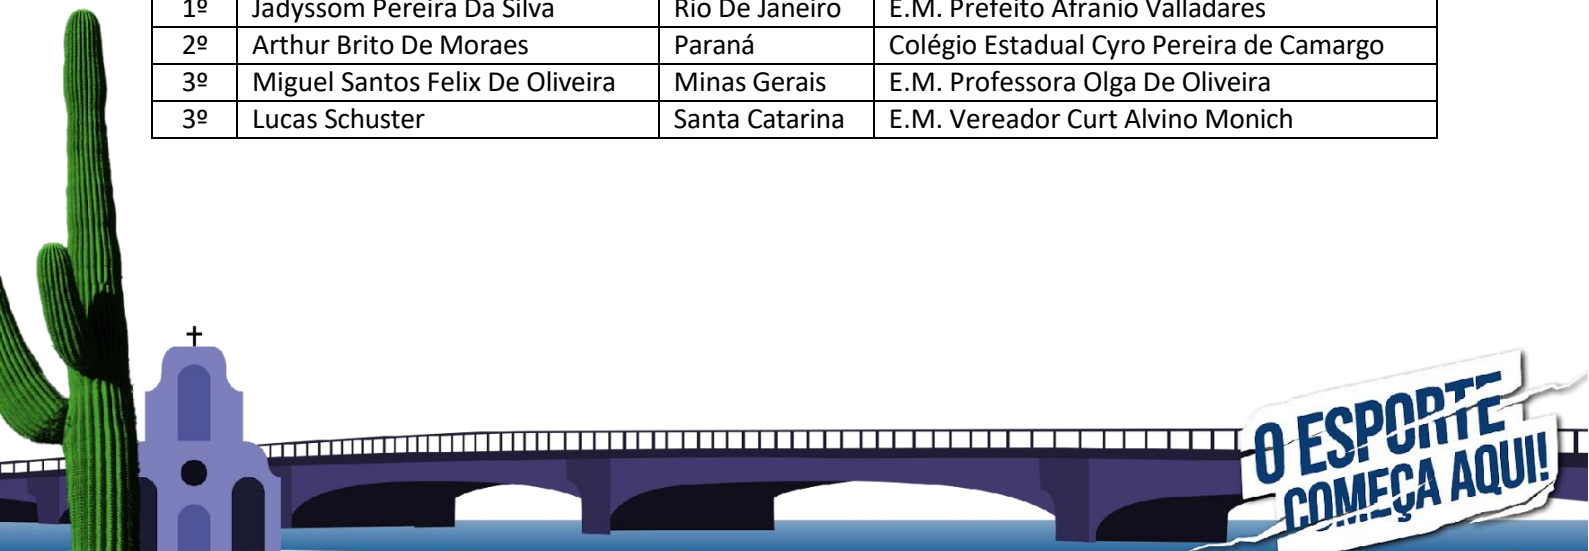 1º Jadyssom Pereira Da Silva Rio De Janeiro E.M. Prefeito Afranio Valladares
2º Arthur Brito De Moraes Paraná Colégio Estadual Cyro Pereira de Camargo
3º Miguel Santos Felix De Oliveira Minas Gerais E.M. Professora Olga De Oliveira
3º Lucas Schuster Santa Catarina E.M. Vereador Curt Alvino Monich
O ESPORTE
COMEÇA AQUI!